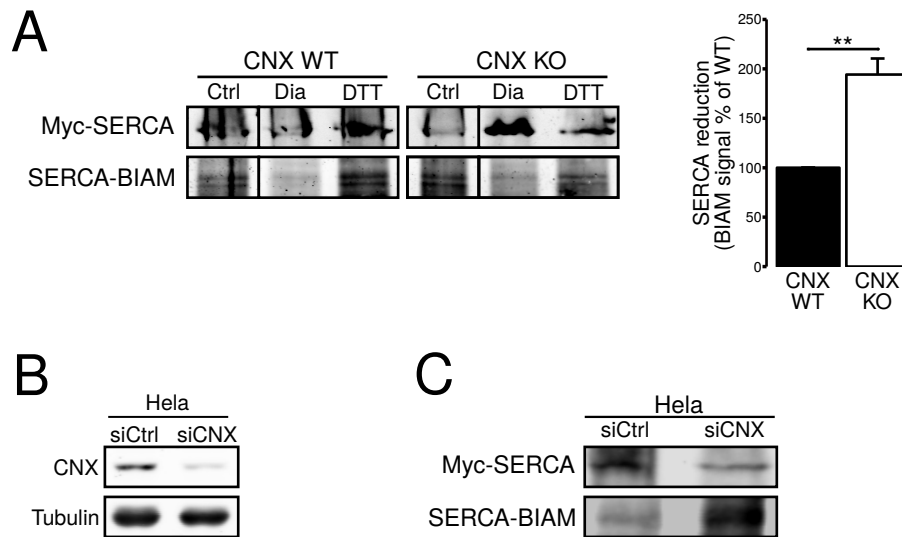 A
CNX WT CNX KO
Ctrl Dia DTT Ctrl Dia DTT
Myc-SERCA
SERCA-BIAM
SERCA reduction
(BIAM signal % of WT)
250
200
150
100
50
0
**
CNX WT
CNX KO
B
Hela
siCtrl siCNX
CNX
Tubulin
C
Hela
siCtrl siCNX
Myc-SERCA
SERCA-BIAM